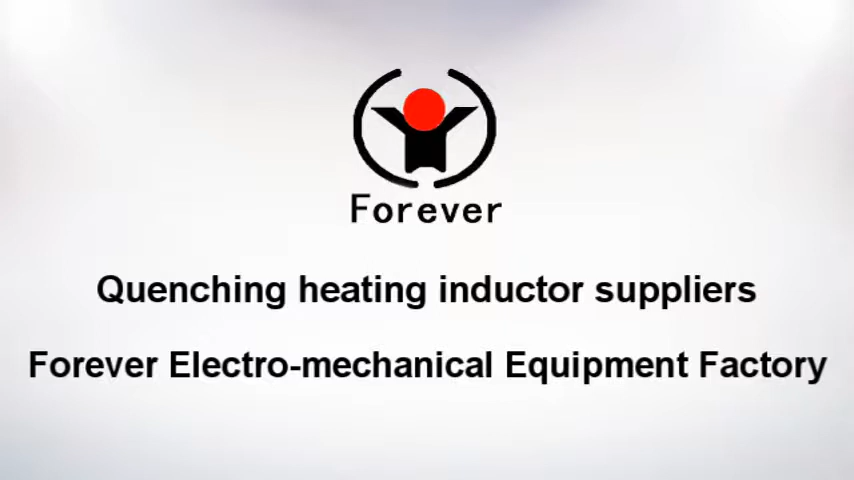 Forever
Quenching heating inductor suppliers
Forever Electro-mechanical Equipment Factory